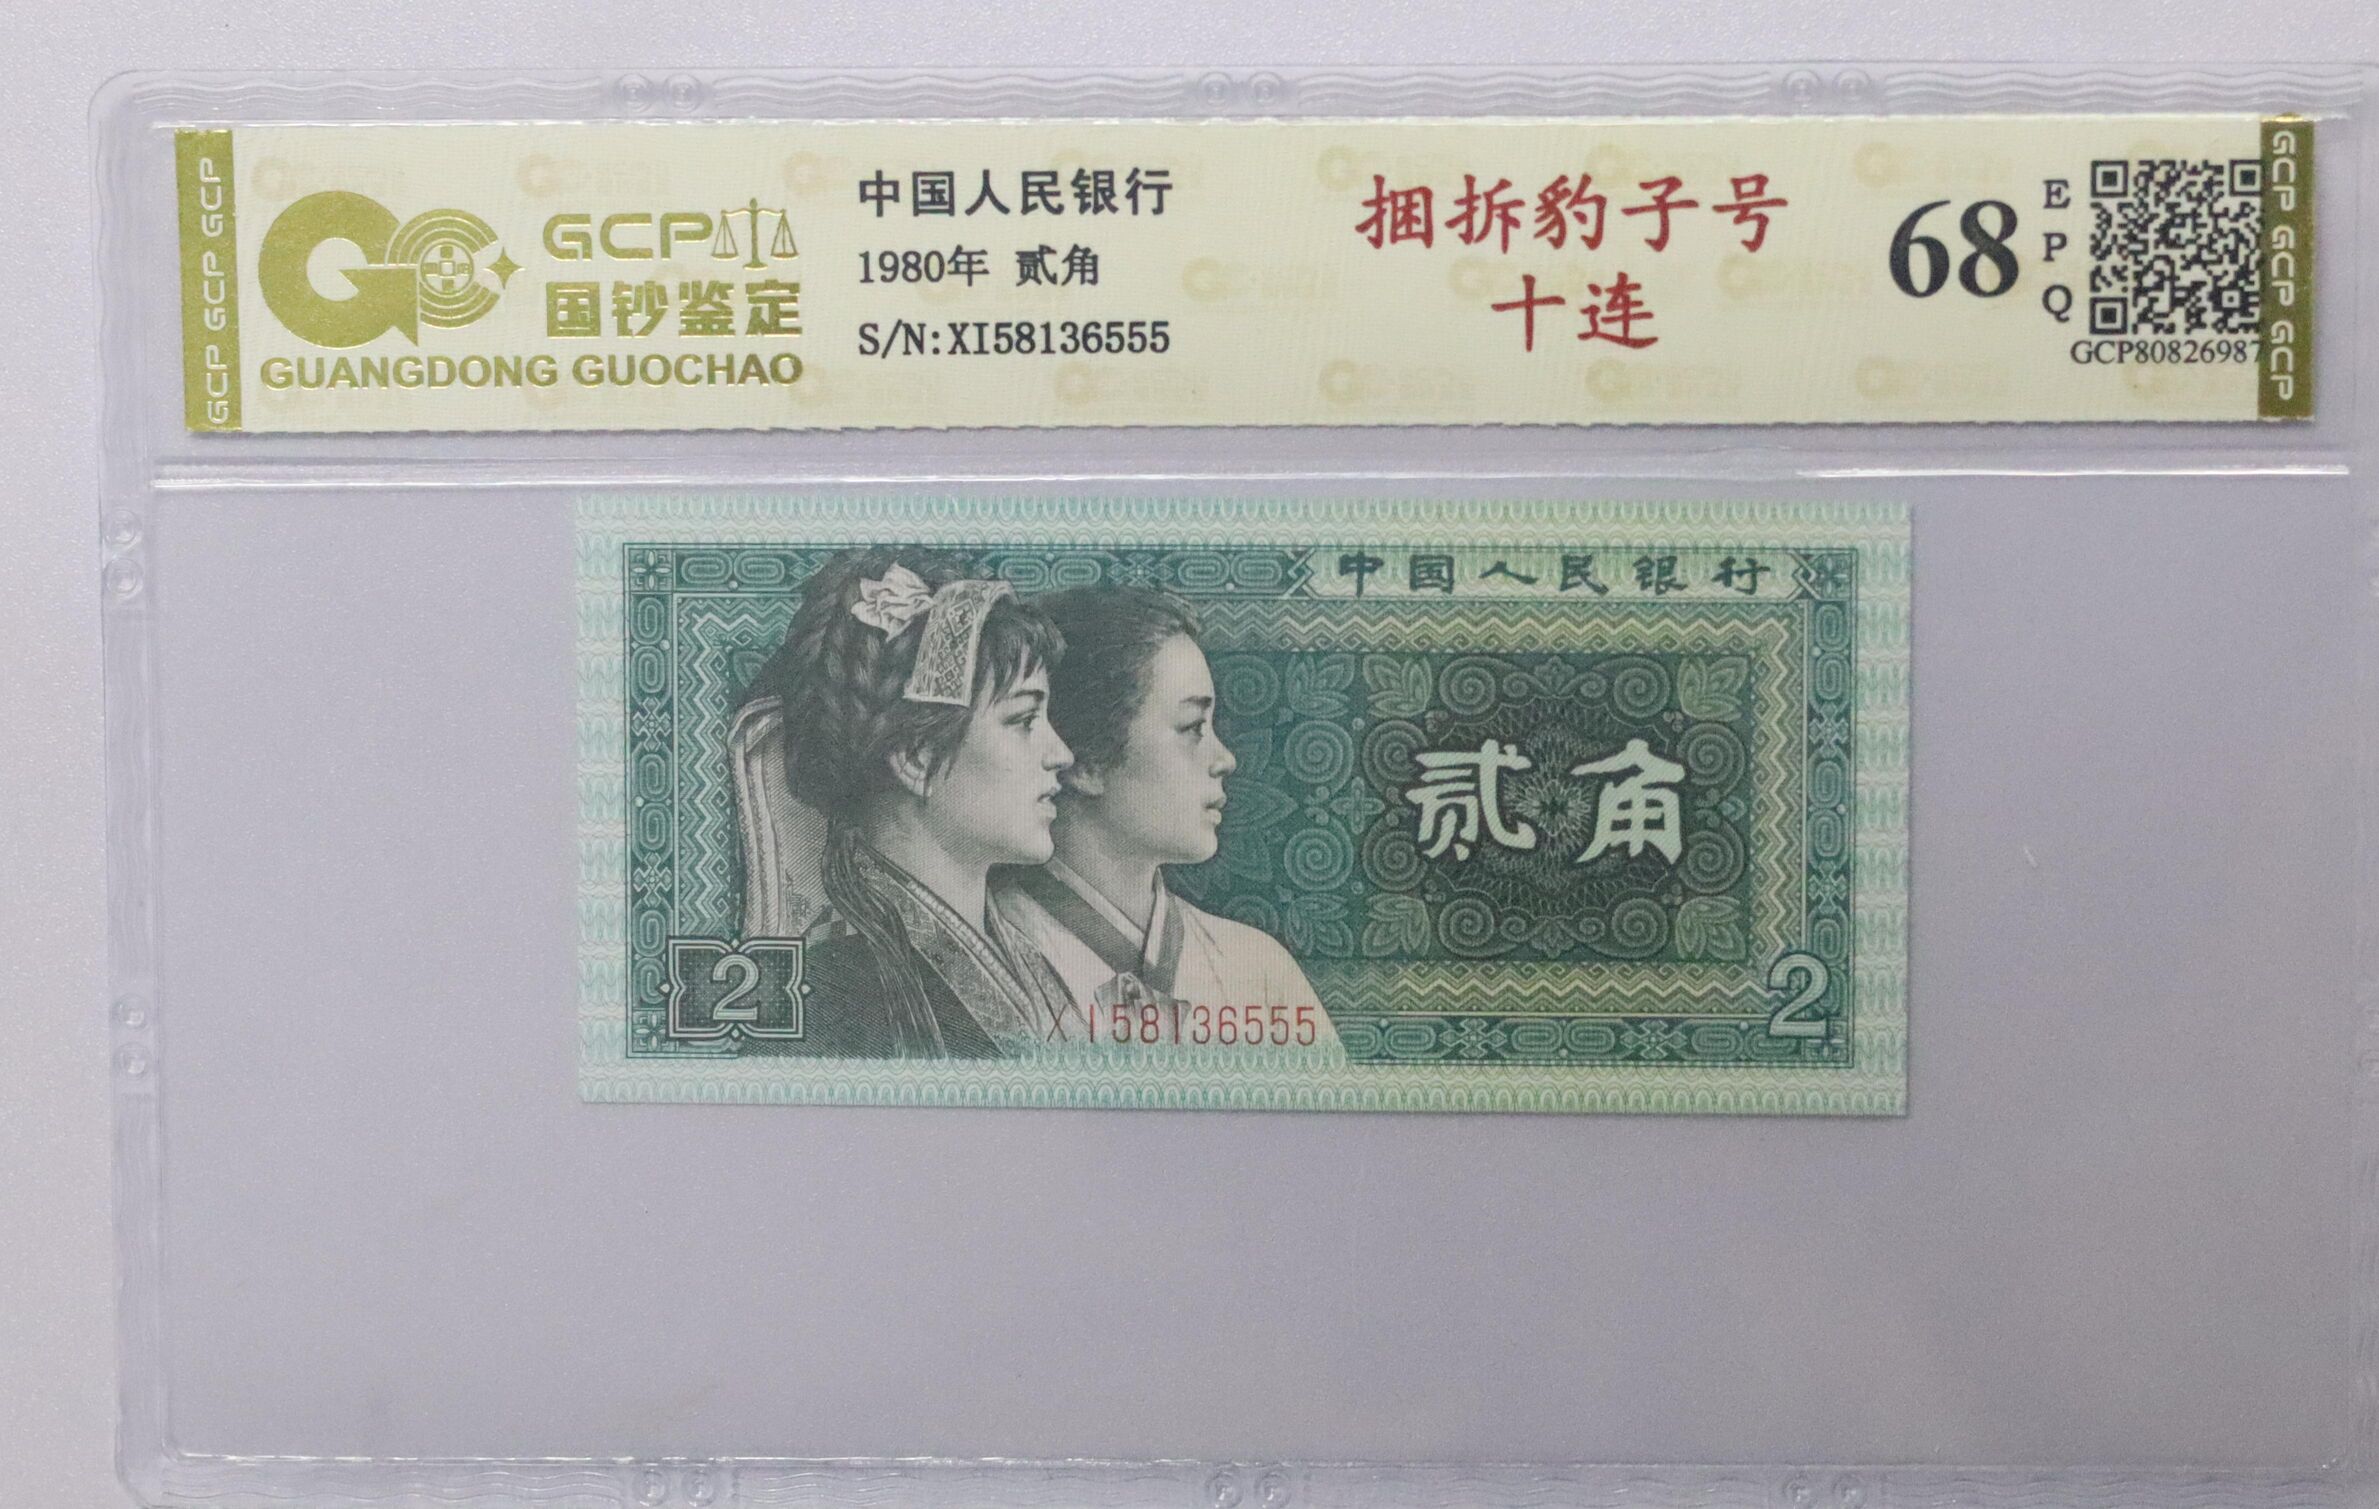 GCP GCP GCP GCP
GCP
国钞鉴定
GUANGDONG GUOCHAO
中国人民银行
1980年 贰角
S/N:XI58136555
捆拆豹子号
十连
68
EPQ
GCP80826987
GCP GCP GCP
中国人民银行
贰角
2
XI58136555
2